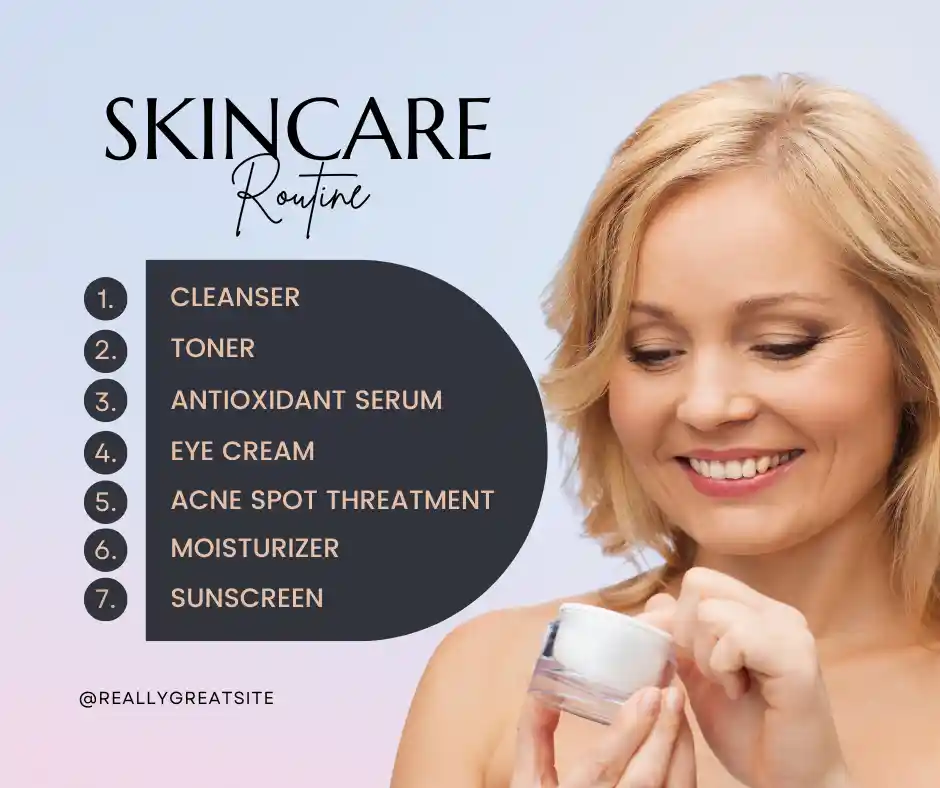 SKINCARE
Routine
1. CLEANSER
2. TONER
3. ANTIOXIDANT SERUM
4. EYE CREAM
5. ACNE SPOT THREATMENT
6. MOISTURIZER
7. SUNSCREEN
@REALLYGREATSITE